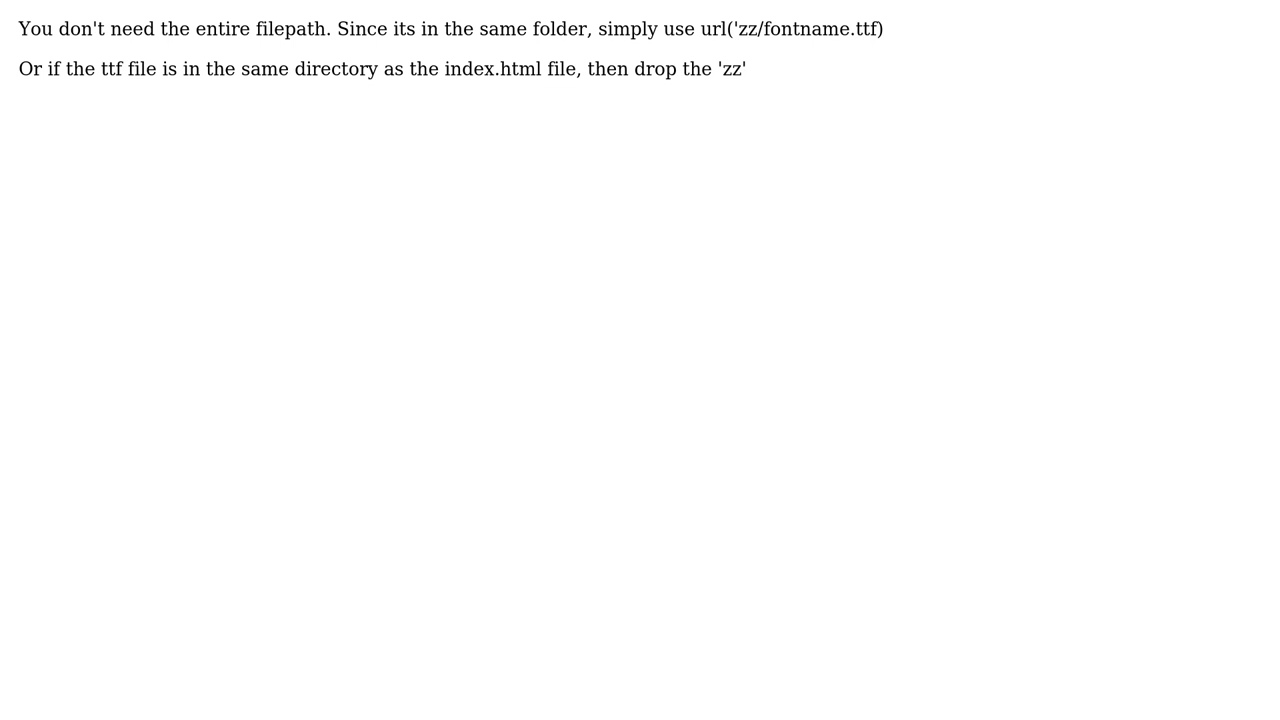 You don't need the entire filepath. Since its in the same folder, simply use url('zz/fontname.ttf)
Or if the ttf file is in the same directory as the index.html file, then drop the 'zz'